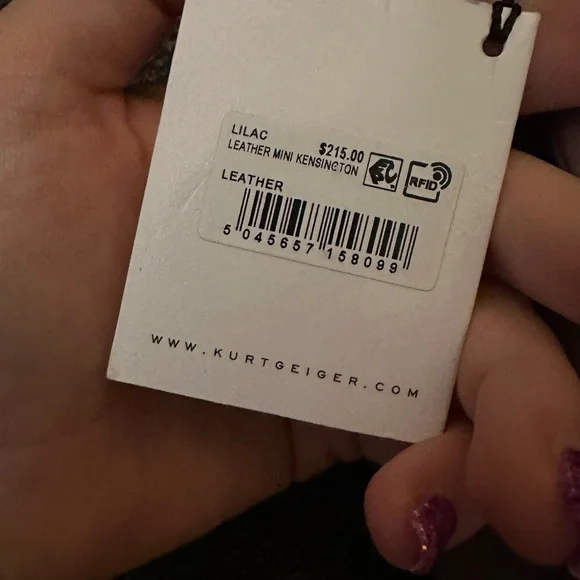 LILAC
$215.00
LEATHER MINI KENSINGTON
RFID
LEATHER
5 045657 158099
WWW.KURTGEIGER.COM